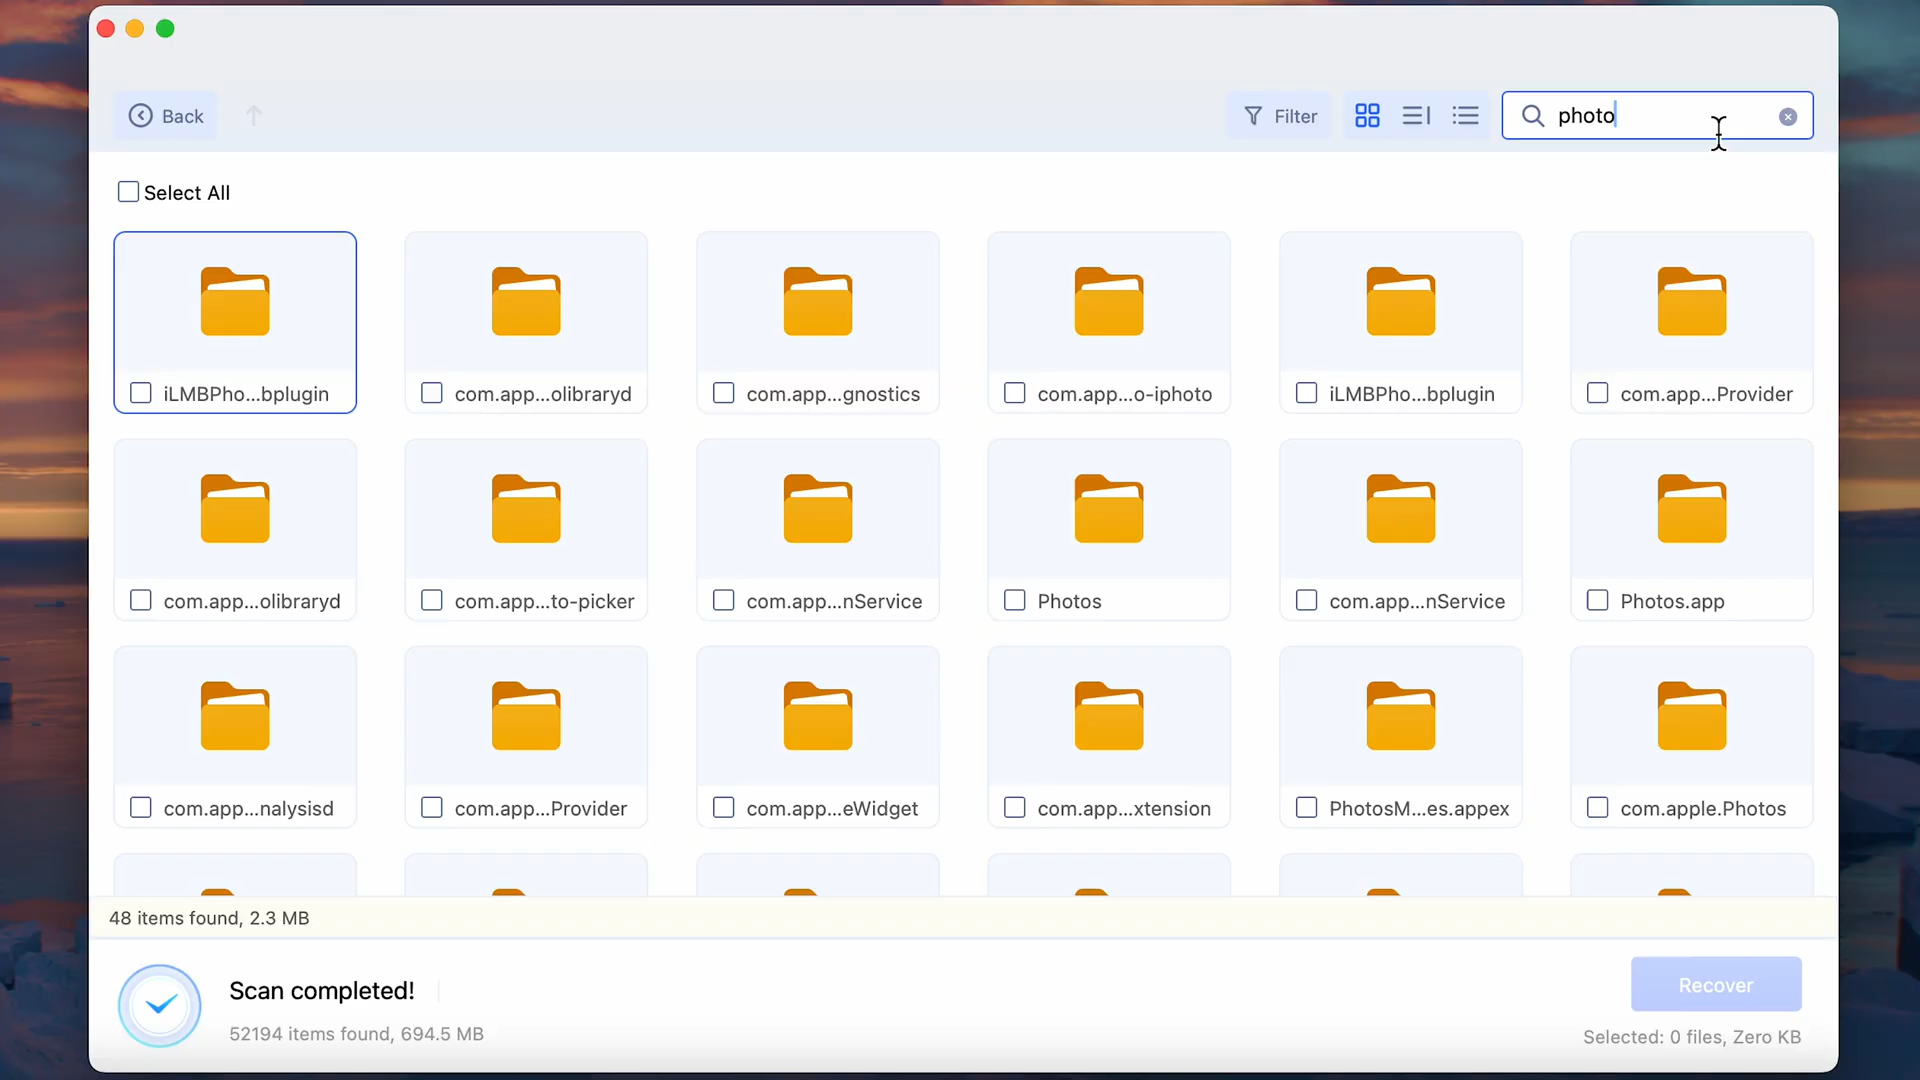 Back
Filter
photo
Select All
iLMBPho...bplugin
com.app...olibraryd
com.app...gnostics
com.app...o-iphoto
iLMBPho...bplugin
com.app...Provider
com.app...olibraryd
com.app...to-picker
com.app...nService
Photos
com.app...nService
Photos.app
com.app...nalysisd
com.app...Provider
com.app...eWidget
com.app...xtension
PhotosM...es.appex
com.apple.Photos
48 items found, 2.3 MB
Scan completed!
52194 items found, 694.5 MB
Recover
Selected: 0 files, Zero KB